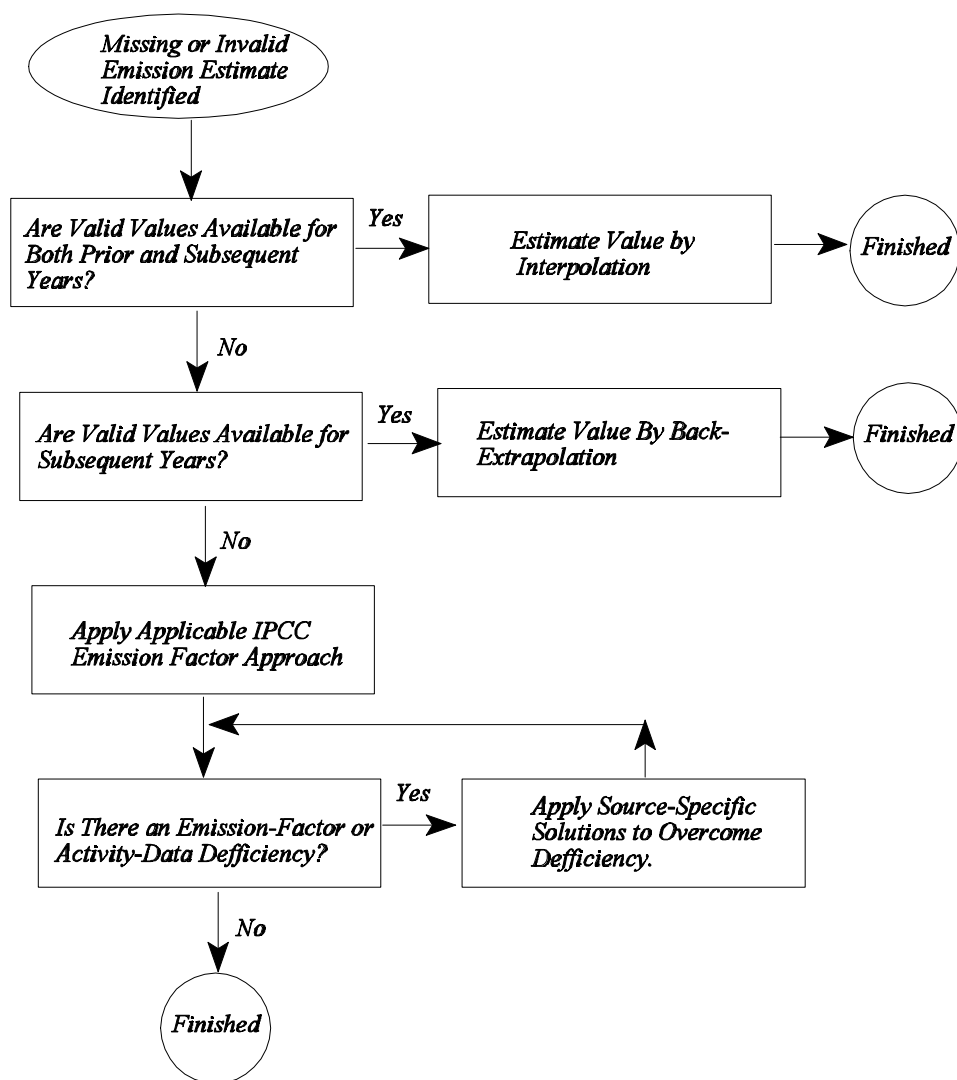 Missing or Invalid
Emission Estimate
Identified
Are Valid Values Available for
Both Prior and Subsequent
Years?
Yes
Estimate Value by
Interpolation
Finished
No
Are Valid Values Available for
Subsequent Years?
Yes
Estimate Value By Back-
Extrapolation
Finished
No
Apply Applicable IPCC
Emission Factor Approach
Is There an Emission-Factor or
Activity-Data Defficiency?
Yes
Apply Source-Specific
Solutions to Overcome
Defficiency.
No
Finished